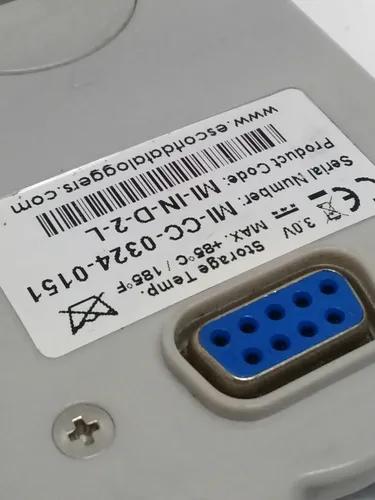 www.escortdataloggers.com
Product Code: MI-IN-D-2-L
Serial Number: MI-CC-0324-0151
CE 3.0V MAX. +85°C / 185°F
Storage Temp.